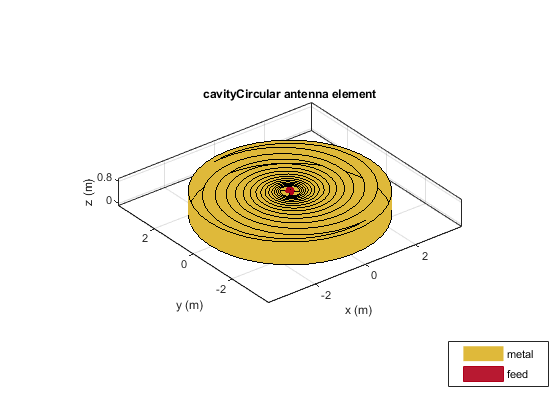 cavityCircular antenna element
z (m)
0.8
0
2
0
-2
y (m)
-2
0
2
x (m)
metal
feed